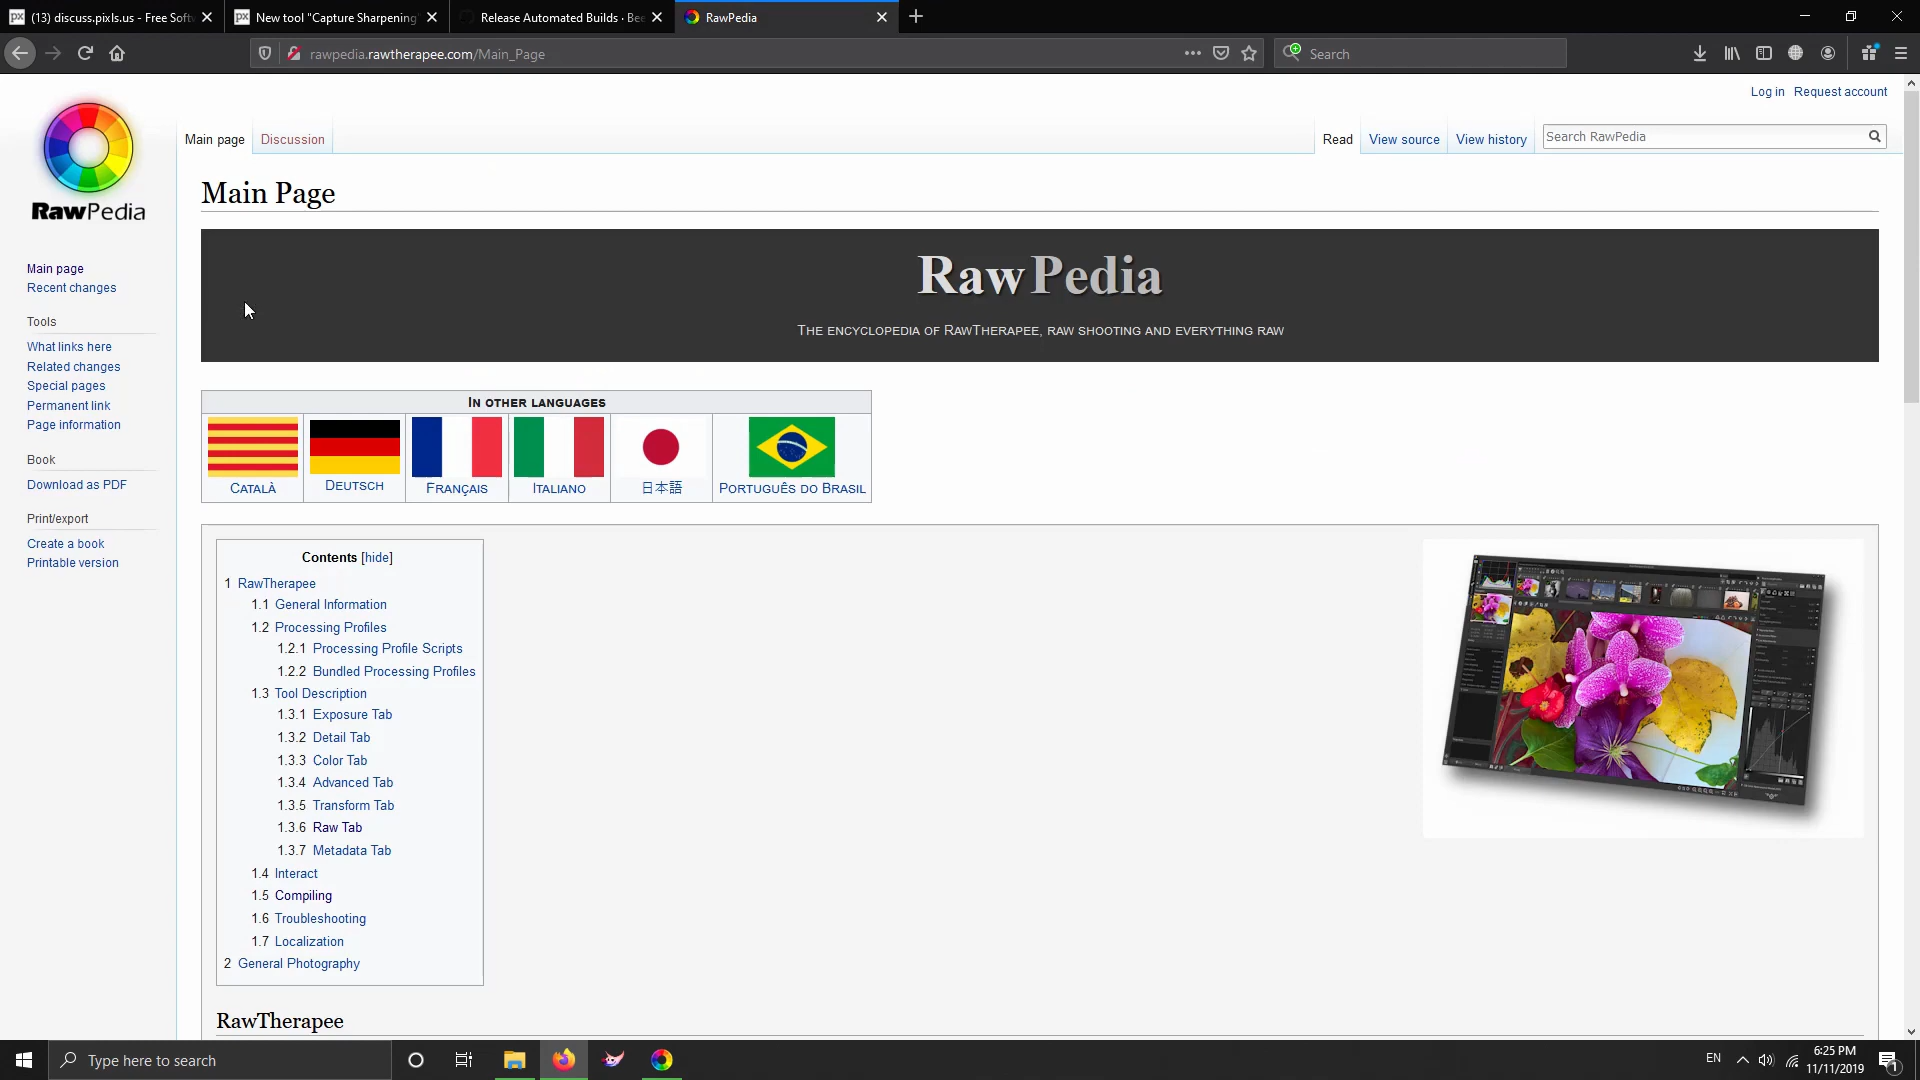 (13) discuss.pixls.us - Free Soft
New tool "Capture Sharpening"
Release Automated Builds · Bee
RawPedia
rawpedia.rawtherapee.com/Main_Page
Search
Log in Request account
RawPedia
Main page Discussion
Read View source View history
Search RawPedia
Main Page
Main page
Recent changes
Tools
What links here
Related changes
Special pages
Permanent link
Page information
Book
Download as PDF
Print/export
Create a book
Printable version
RawPedia
The encyclopedia of RawTherapee, raw shooting and everything raw
In other languages
Català
Deutsch
Français
Italiano
日本語
Português do Brasil
Contents [hide]
1 RawTherapee
1.1 General Information
1.2 Processing Profiles
1.2.1 Processing Profile Scripts
1.2.2 Bundled Processing Profiles
1.3 Tool Description
1.3.1 Exposure Tab
1.3.2 Detail Tab
1.3.3 Color Tab
1.3.4 Advanced Tab
1.3.5 Transform Tab
1.3.6 Raw Tab
1.3.7 Metadata Tab
1.4 Interact
1.5 Compiling
1.6 Troubleshooting
1.7 Localization
2 General Photography
RawTherapee
Type here to search
EN
6:25 PM
11/11/2019
1